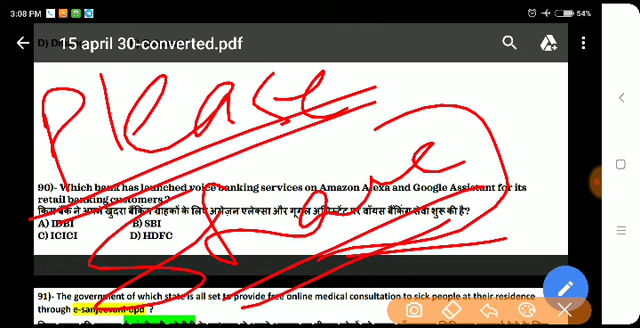 3:08 PM
54%
15 april 30-converted.pdf
Please
Save
90)- Which bank has launched voice banking services on Amazon Alexa and Google Assistant for its
retail banking customers ?
किस बैंक ने अपने खुदरा बैंकिंग ग्राहकों के लिए अमेज़न एलेक्सा और गूगल असिस्टेंट पर वॉयस बैंकिंग सेवा शुरू की है?
A) IDBI B) SBI
C) ICICI D) HDFC
91)- The government of which state is all set to provide free online medical consultation to sick people at their residence
through e-sanjeevani-opd ?